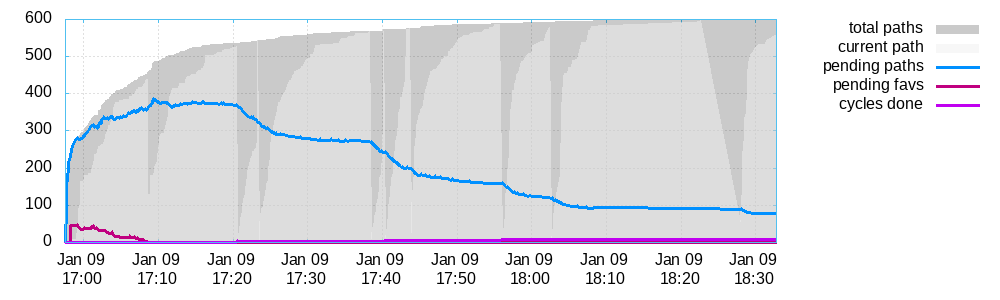 600
500
400
300
200
100
0
Jan 09 Jan 09 Jan 09 Jan 09 Jan 09 Jan 09 Jan 09 Jan 09 Jan 09 Jan 09
17:00 17:10 17:20 17:30 17:40 17:50 18:00 18:10 18:20 18:30
total paths
current path
pending paths
pending favs
cycles done